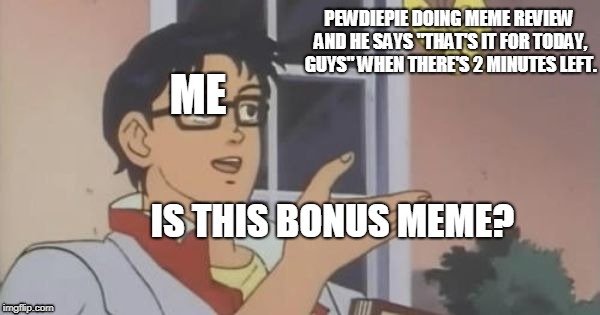 PEWDIEPIE DOING MEME REVIEW
AND HE SAYS "THAT'S IT FOR TODAY,
GUYS" WHEN THERE'S 2 MINUTES LEFT.
ME
IS THIS BONUS MEME?
imgflip.com